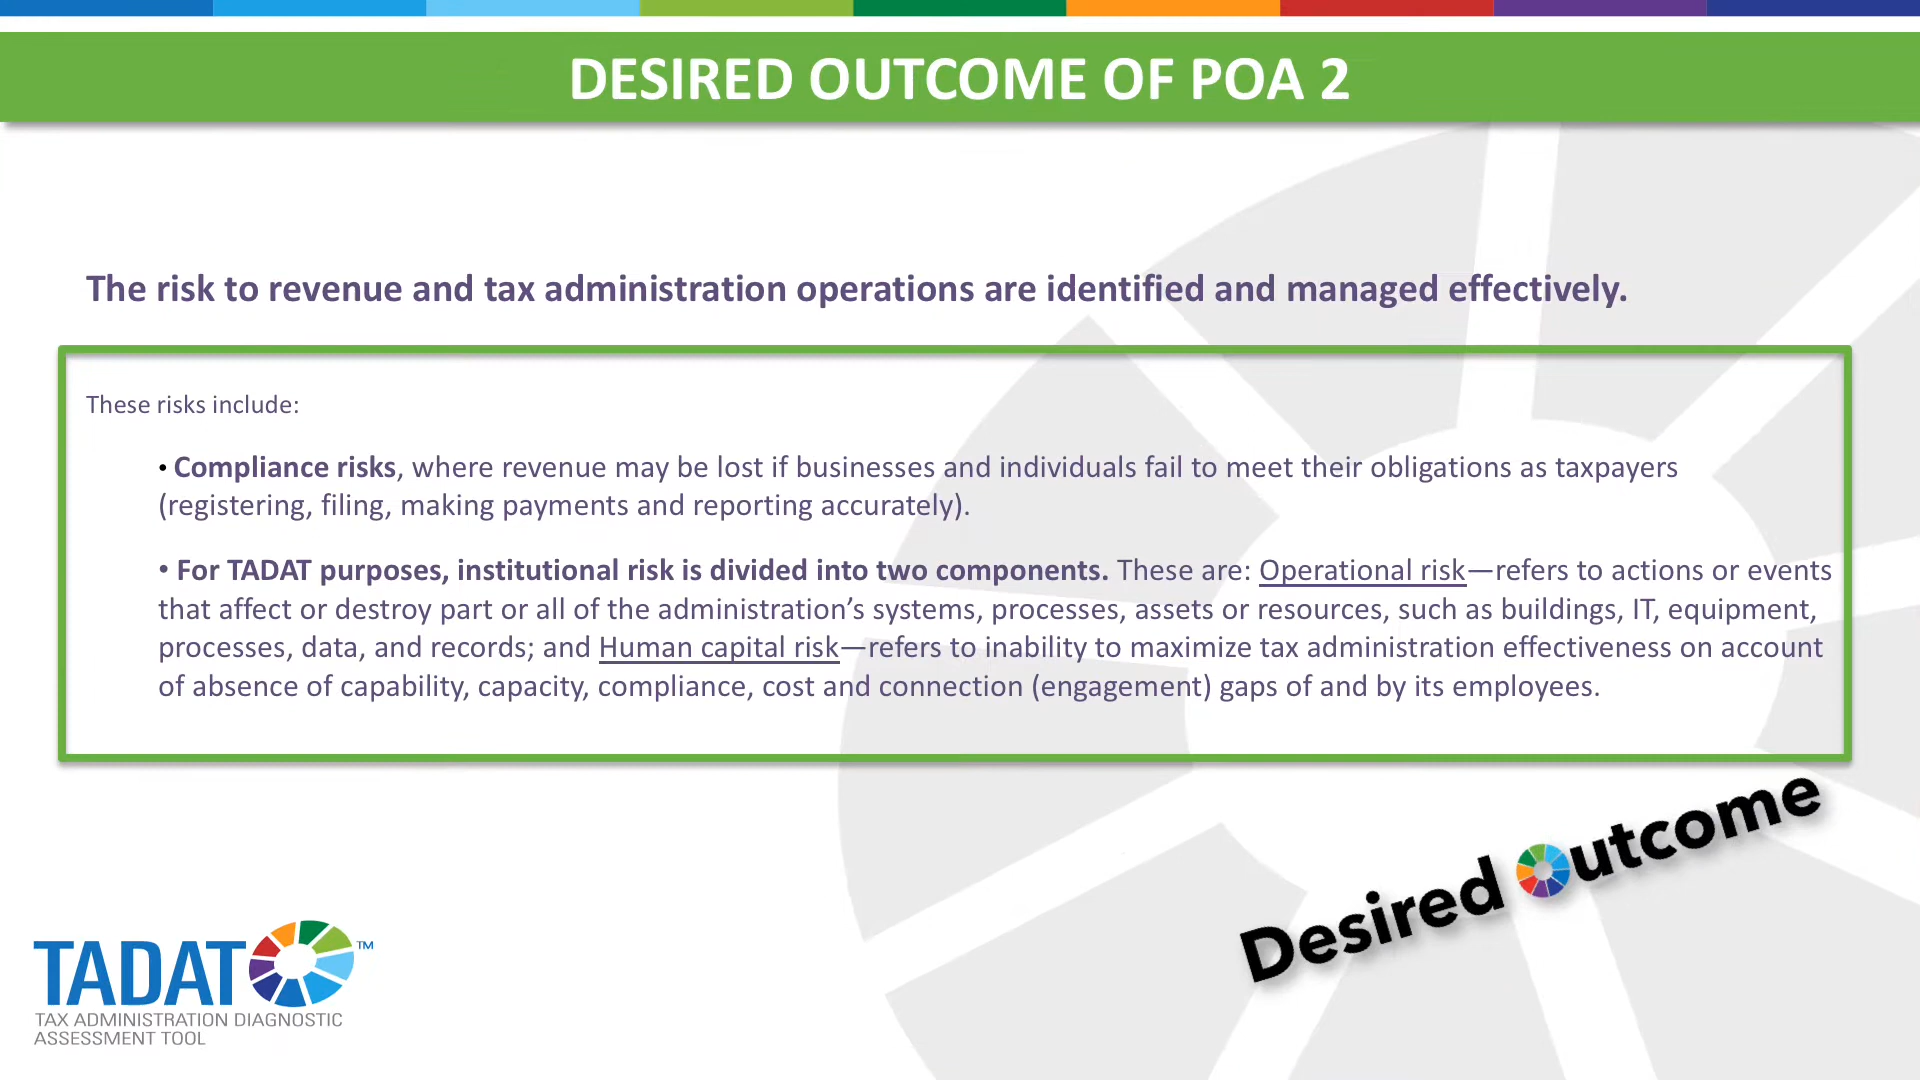 DESIRED OUTCOME OF POA 2
The risk to revenue and tax administration operations are identified and managed effectively.
These risks include:
• Compliance risks, where revenue may be lost if businesses and individuals fail to meet their obligations as taxpayers
(registering, filing, making payments and reporting accurately).
• For TADAT purposes, institutional risk is divided into two components. These are: Operational risk—refers to actions or events
that affect or destroy part or all of the administration’s systems, processes, assets or resources, such as buildings, IT, equipment,
processes, data, and records; and Human capital risk—refers to inability to maximize tax administration effectiveness on account
of absence of capability, capacity, compliance, cost and connection (engagement) gaps of and by its employees.
Desired Outcome
TADAT™
TAX ADMINISTRATION DIAGNOSTIC
ASSESSMENT TOOL